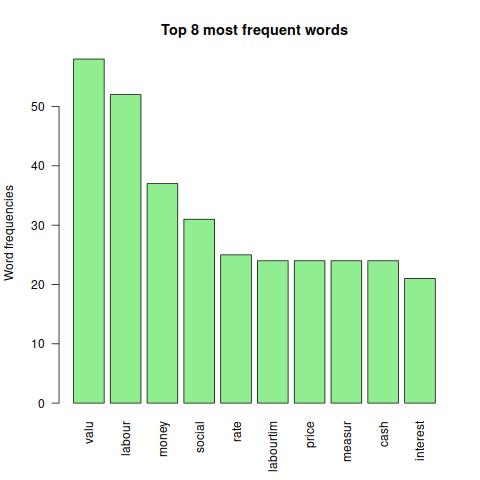 Top 8 most frequent words
Word frequencies
50
40
30
20
10
0
valu
labour
money
social
rate
labourtim
price
measur
cash
interest